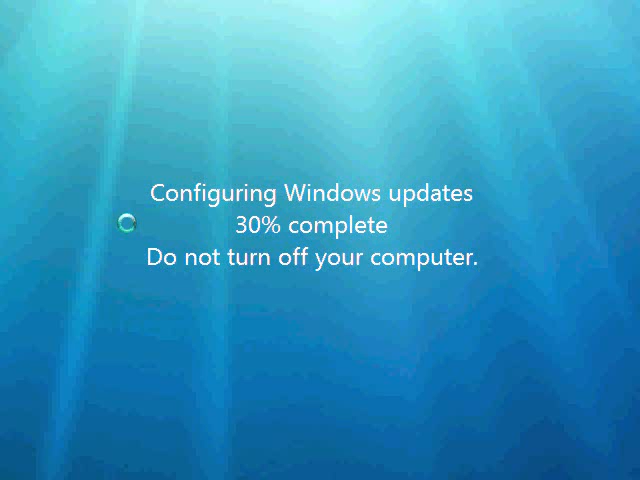 Configuring Windows updates
30% complete
Do not turn off your computer.